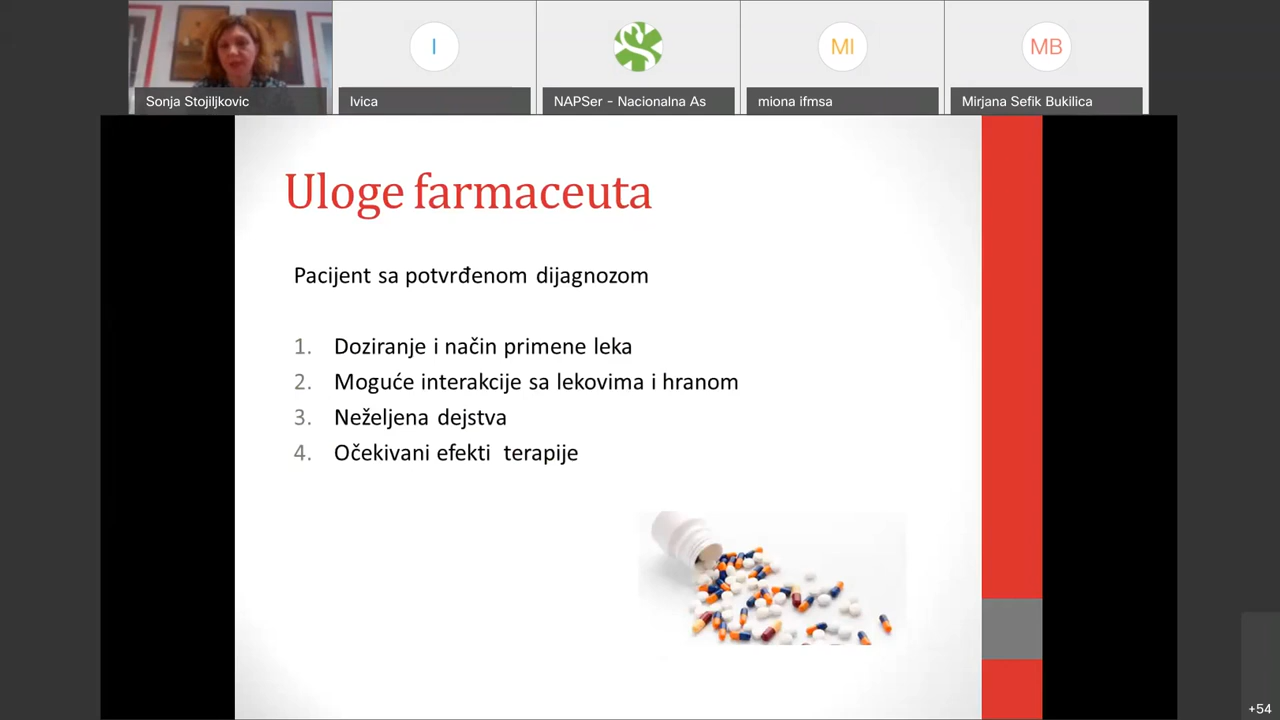 I
MI
MB
Sonja Stojiljkovic
Ivica
NAPSer - Nacionalna As
miona ifmsa
Mirjana Sefik Bukilica
Uloge farmaceuta
Pacijent sa potvrđenom dijagnozom
1. Doziranje i način primene leka
2. Moguće interakcije sa lekovima i hranom
3. Neželjena dejstva
4. Očekivani efekti terapije
+54